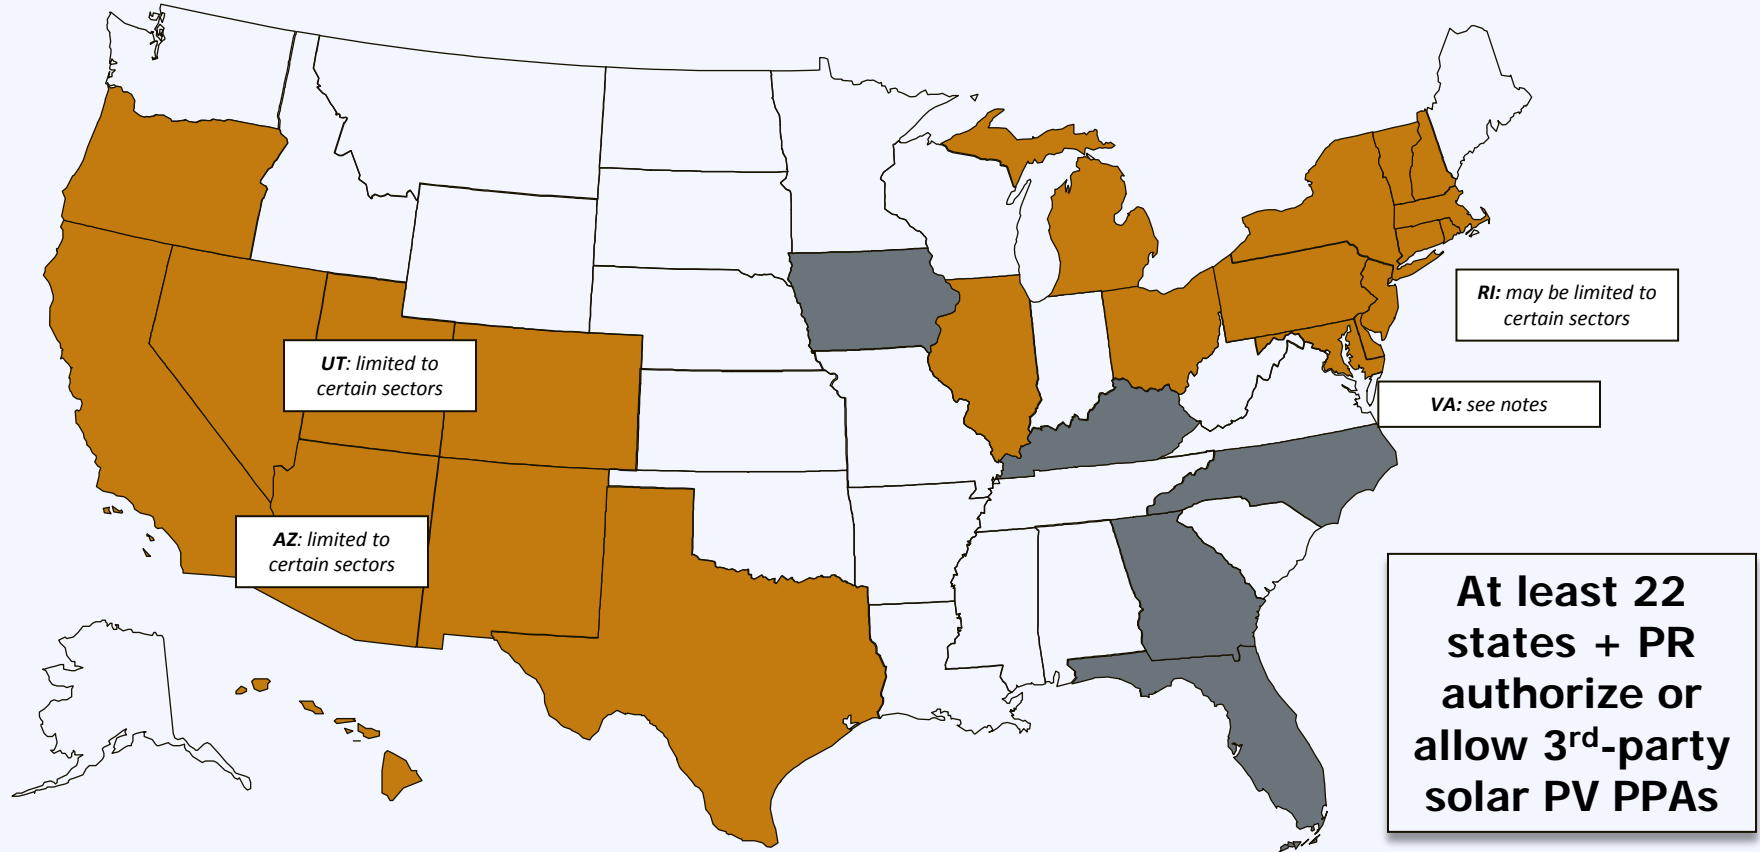 RI: may be limited to
certain sectors
UT: limited to
certain sectors
VA: see notes
AZ: limited to
certain sectors
At least 22
states + PR
authorize or
allow 3rd-party
solar PV PPAs